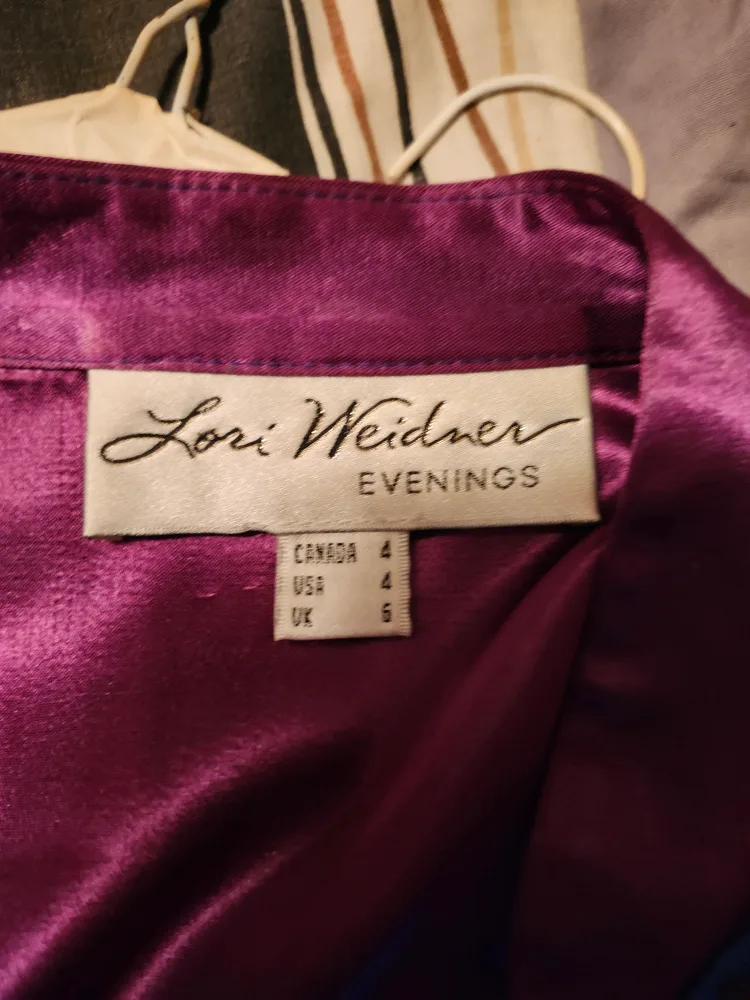 Lori Weidner
EVENINGS
CANADA 4
USA 4
UK 6